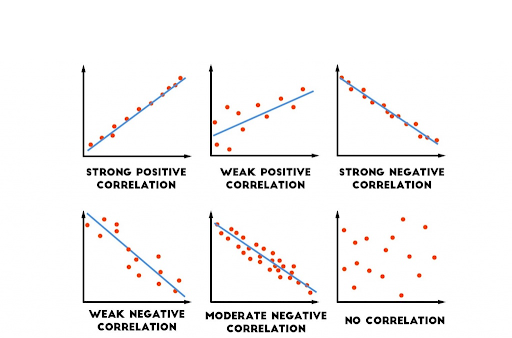 STRONG POSITIVE
CORRELATION
WEAK POSITIVE
CORRELATION
STRONG NEGATIVE
CORRELATION
WEAK NEGATIVE
CORRELATION
MODERATE NEGATIVE
CORRELATION
NO CORRELATION